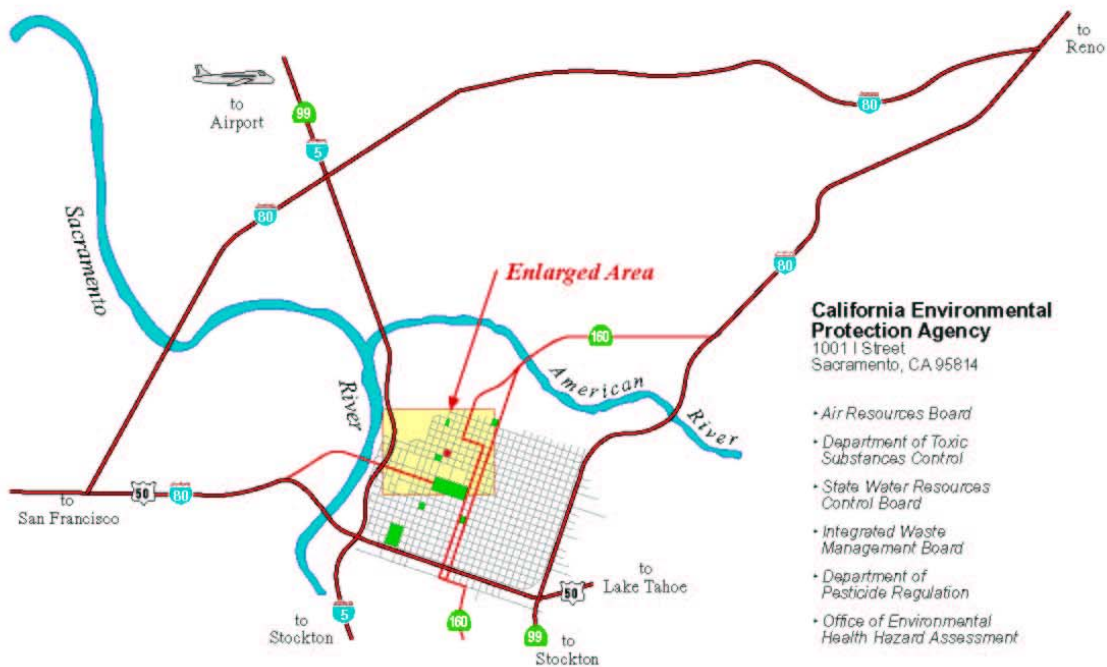 to
Reno
to
Airport
99
5
80
80
Sacramento
80
Enlarged Area
160
American
River
River
California Environmental
Protection Agency
1001 I Street
Sacramento, CA 95814
• Air Resources Board
• Department of Toxic
Substances Control
• State Water Resources
Control Board
• Integrated Waste
Management Board
• Department of
Pesticide Regulation
• Office of Environmental
Health Hazard Assessment
to
San Francisco
50
80
to
Lake Tahoe
50
to
Stockton
5
160
99
to
Stockton